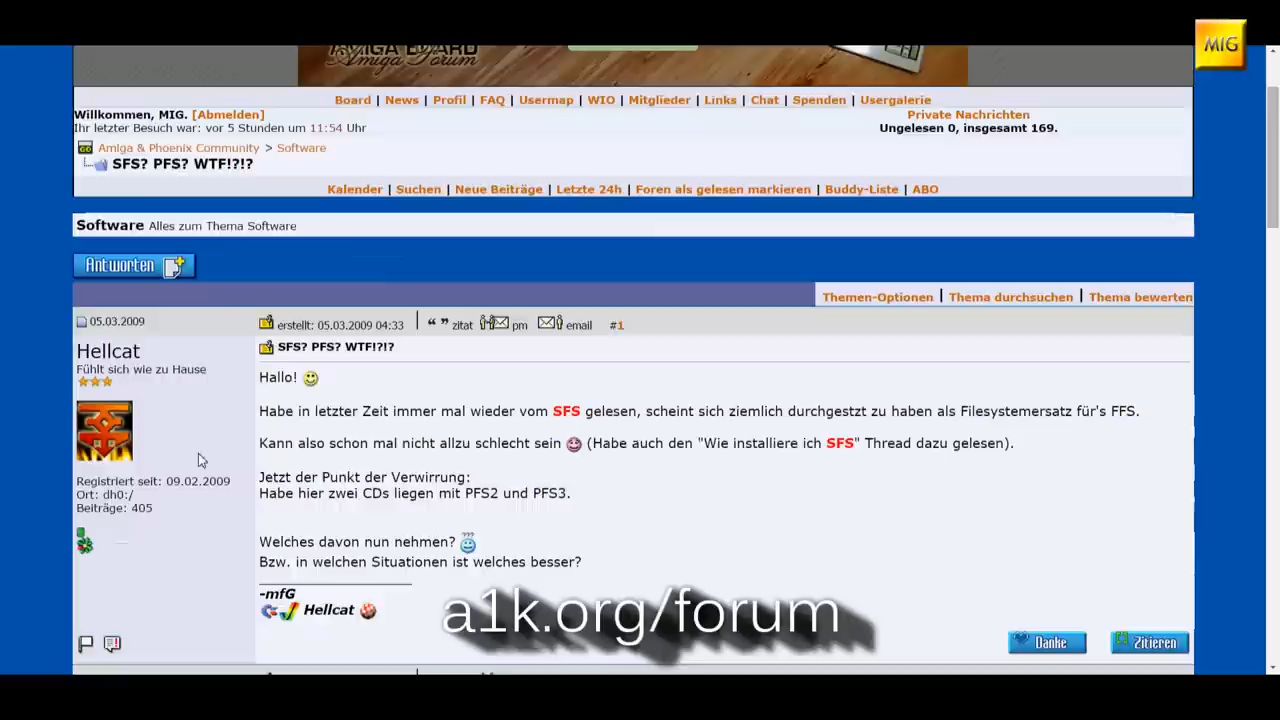 MIG
AMIGA BOARD
Amiga Forum
Board | News | Profil | FAQ | Usermap | WIO | Mitglieder | Links | Chat | Spenden | Usergalerie
Willkommen, MIG. [Abmelden]
Private Nachrichten
Ihr letzter Besuch war: vor 5 Stunden um 11:54 Uhr
Ungelesen 0, insgesamt 169.
GO Amiga & Phoenix Community > Software
SFS? PFS? WTF!?!?
Kalender | Suchen | Neue Beiträge | Letzte 24h | Foren als gelesen markieren | Buddy-Liste | ABO
Software Alles zum Thema Software
Antworten
Themen-Optionen | Thema durchsuchen | Thema bewerten
05.03.2009
erstellt: 05.03.2009 04:33 | “ ” zitat pm email #1
Hellcat
Fühlt sich wie zu Hause
SFS? PFS? WTF!?!?
Hallo!
Habe in letzter Zeit immer mal wieder vom SFS gelesen, scheint sich ziemlich durchgestzt zu haben als Filesystemersatz für's FFS.
Kann also schon mal nicht allzu schlecht sein (Habe auch den "Wie installiere ich SFS" Thread dazu gelesen).
Registriert seit: 09.02.2009
Ort: dh0:/
Beiträge: 405
Jetzt der Punkt der Verwirrung:
Habe hier zwei CDs liegen mit PFS2 und PFS3.
Welches davon nun nehmen? ???
Bzw. in welchen Situationen ist welches besser?
-mfG
Hellcat
a1k.org/forum
Danke
Zitieren